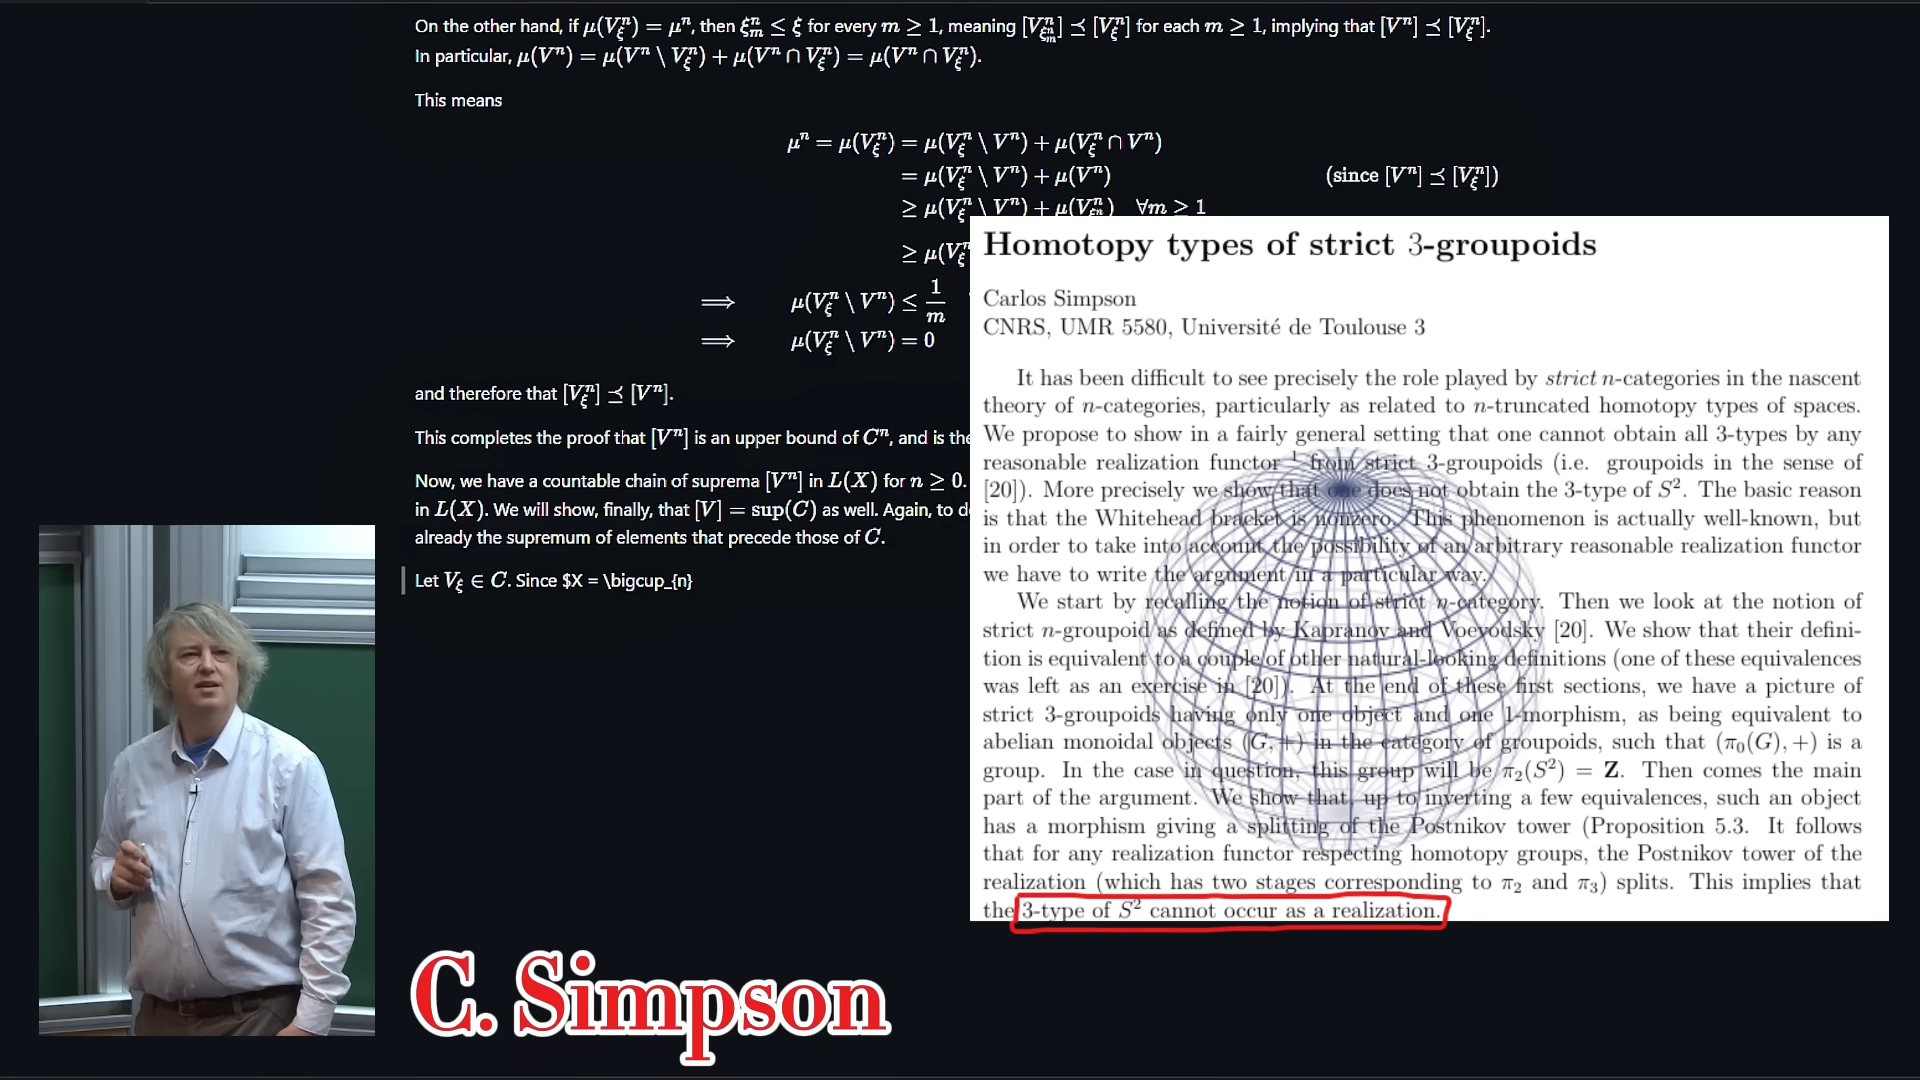 On the other hand, if μ(V_ξ^n) = μ^n, then ξ_m^n ≤ ξ for every m ≥ 1, meaning [V_{ξ_m^n}^n] ⪯ [V_ξ^n] for each m ≥ 1, implying that [V^n] ⪯ [V_ξ^n].
In particular, μ(V^n) = μ(V^n \ V_ξ^n) + μ(V^n ∩ V_ξ^n) = μ(V^n ∩ V_ξ^n).
This means
μ^n = μ(V_ξ^n) = μ(V_ξ^n \ V^n) + μ(V_ξ^n ∩ V^n)
= μ(V_ξ^n \ V^n) + μ(V^n) (since [V^n] ⪯ [V_ξ^n])
≥ μ(V_ξ^n \ V^n) + μ(V_{ξ_m^n}^n) ∀m ≥ 1
≥ μ(V_ξ^n
⟹ μ(V_ξ^n \ V^n) ≤ 1/m
⟹ μ(V_ξ^n \ V^n) = 0
and therefore that [V_ξ^n] ⪯ [V^n].
This completes the proof that [V^n] is an upper bound of C^n, and is the
Now, we have a countable chain of suprema [V^n] in L(X) for n ≥ 0.
in L(X). We will show, finally, that [V] = sup(C) as well. Again, to d
already the supremum of elements that precede those of C.
Let V_ξ ∈ C. Since $X = \bigcup_{n}
Homotopy types of strict 3-groupoids
Carlos Simpson
CNRS, UMR 5580, Université de Toulouse 3
It has been difficult to see precisely the role played by strict n-categories in the nascent
theory of n-categories, particularly as related to n-truncated homotopy types of spaces.
We propose to show in a fairly general setting that one cannot obtain all 3-types by any
reasonable realization functor ¹ from strict 3-groupoids (i.e. groupoids in the sense of
[20]). More precisely we show that one does not obtain the 3-type of S². The basic reason
is that the Whitehead bracket is nonzero. This phenomenon is actually well-known, but
in order to take into account the possibility of an arbitrary reasonable realization functor
we have to write the argument in a particular way.
We start by recalling the notion of strict n-category. Then we look at the notion of
strict n-groupoid as defined by Kapranov and Voevodsky [20]. We show that their defini-
tion is equivalent to a couple of other natural-looking definitions (one of these equivalences
was left as an exercise in [20]). At the end of these first sections, we have a picture of
strict 3-groupoids having only one object and one 1-morphism, as being equivalent to
abelian monoidal objects (G, +) in the category of groupoids, such that (π₀(G), +) is a
group. In the case in question, this group will be π₂(S²) = Z. Then comes the main
part of the argument. We show that, up to inverting a few equivalences, such an object
has a morphism giving a splitting of the Postnikov tower (Proposition 5.3. It follows
that for any realization functor respecting homotopy groups, the Postnikov tower of the
realization (which has two stages corresponding to π₂ and π₃) splits. This implies that
the 3-type of S² cannot occur as a realization.
C. Simpson